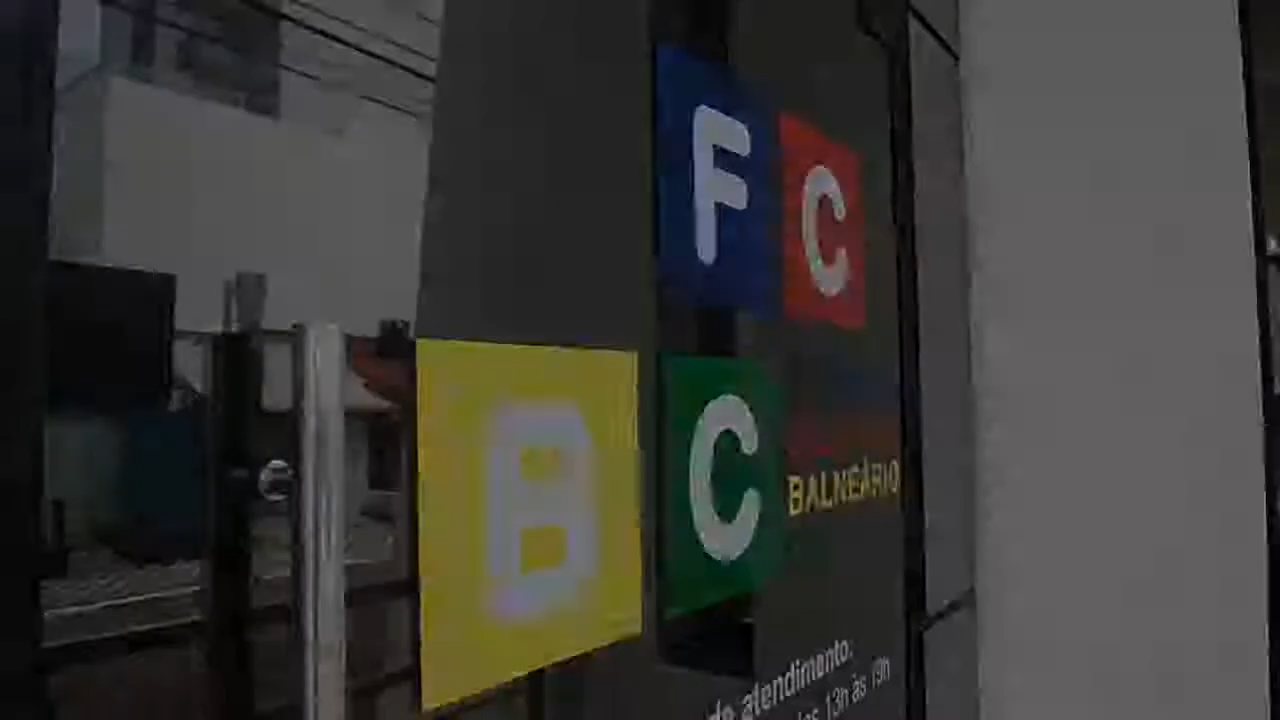 F C
B C
BALNEÁRIO
de atendimento:
13h às 19h